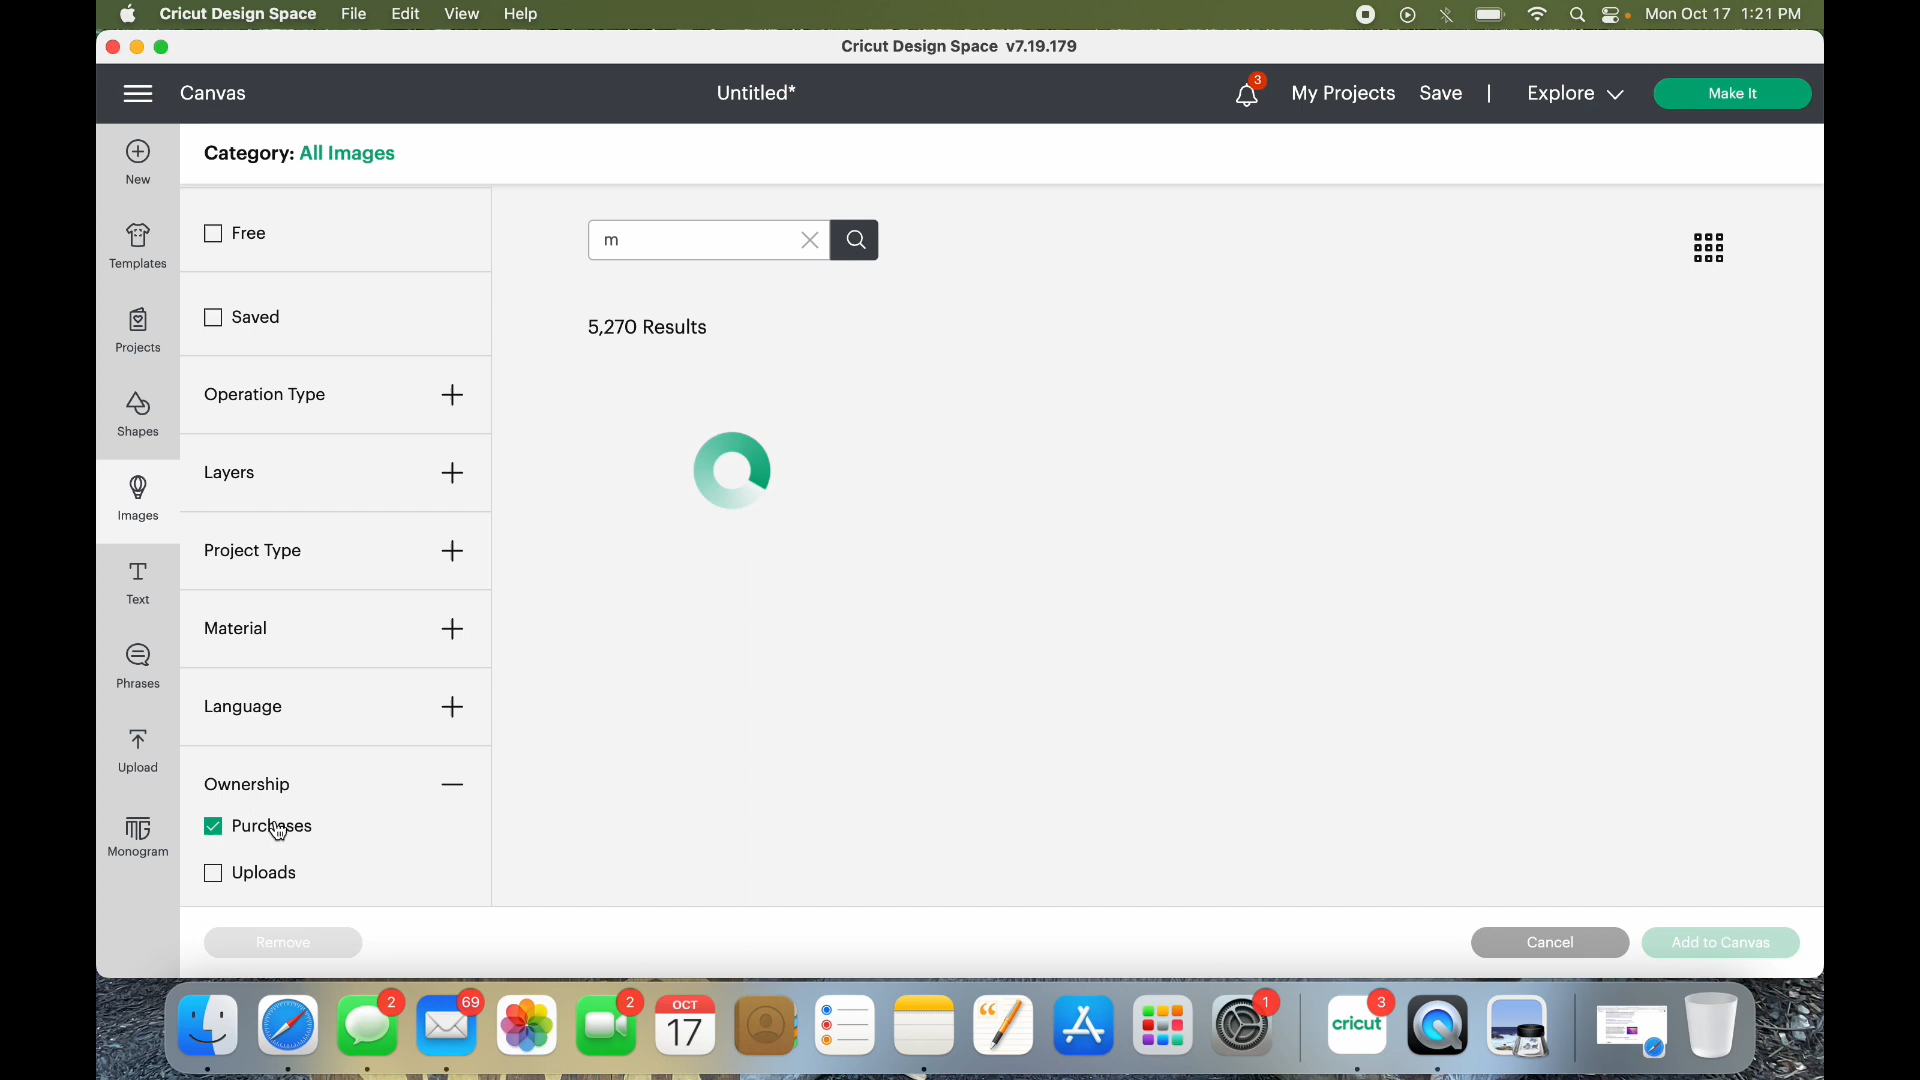 Cricut Design Space File Edit View Help Mon Oct 17 1:21 PM
Cricut Design Space v7.19.179
Canvas Untitled* 3 My Projects Save | Explore Make It
New
Templates
Projects
Shapes
Images
Text
Phrases
Upload
Monogram
Category: All Images
Free
Saved
Operation Type
Layers
Project Type
Material
Language
Ownership
Purchases
Uploads
m
5,270 Results
Remove Cancel Add to Canvas
2 69 2 OCT 17 1 cricut 3